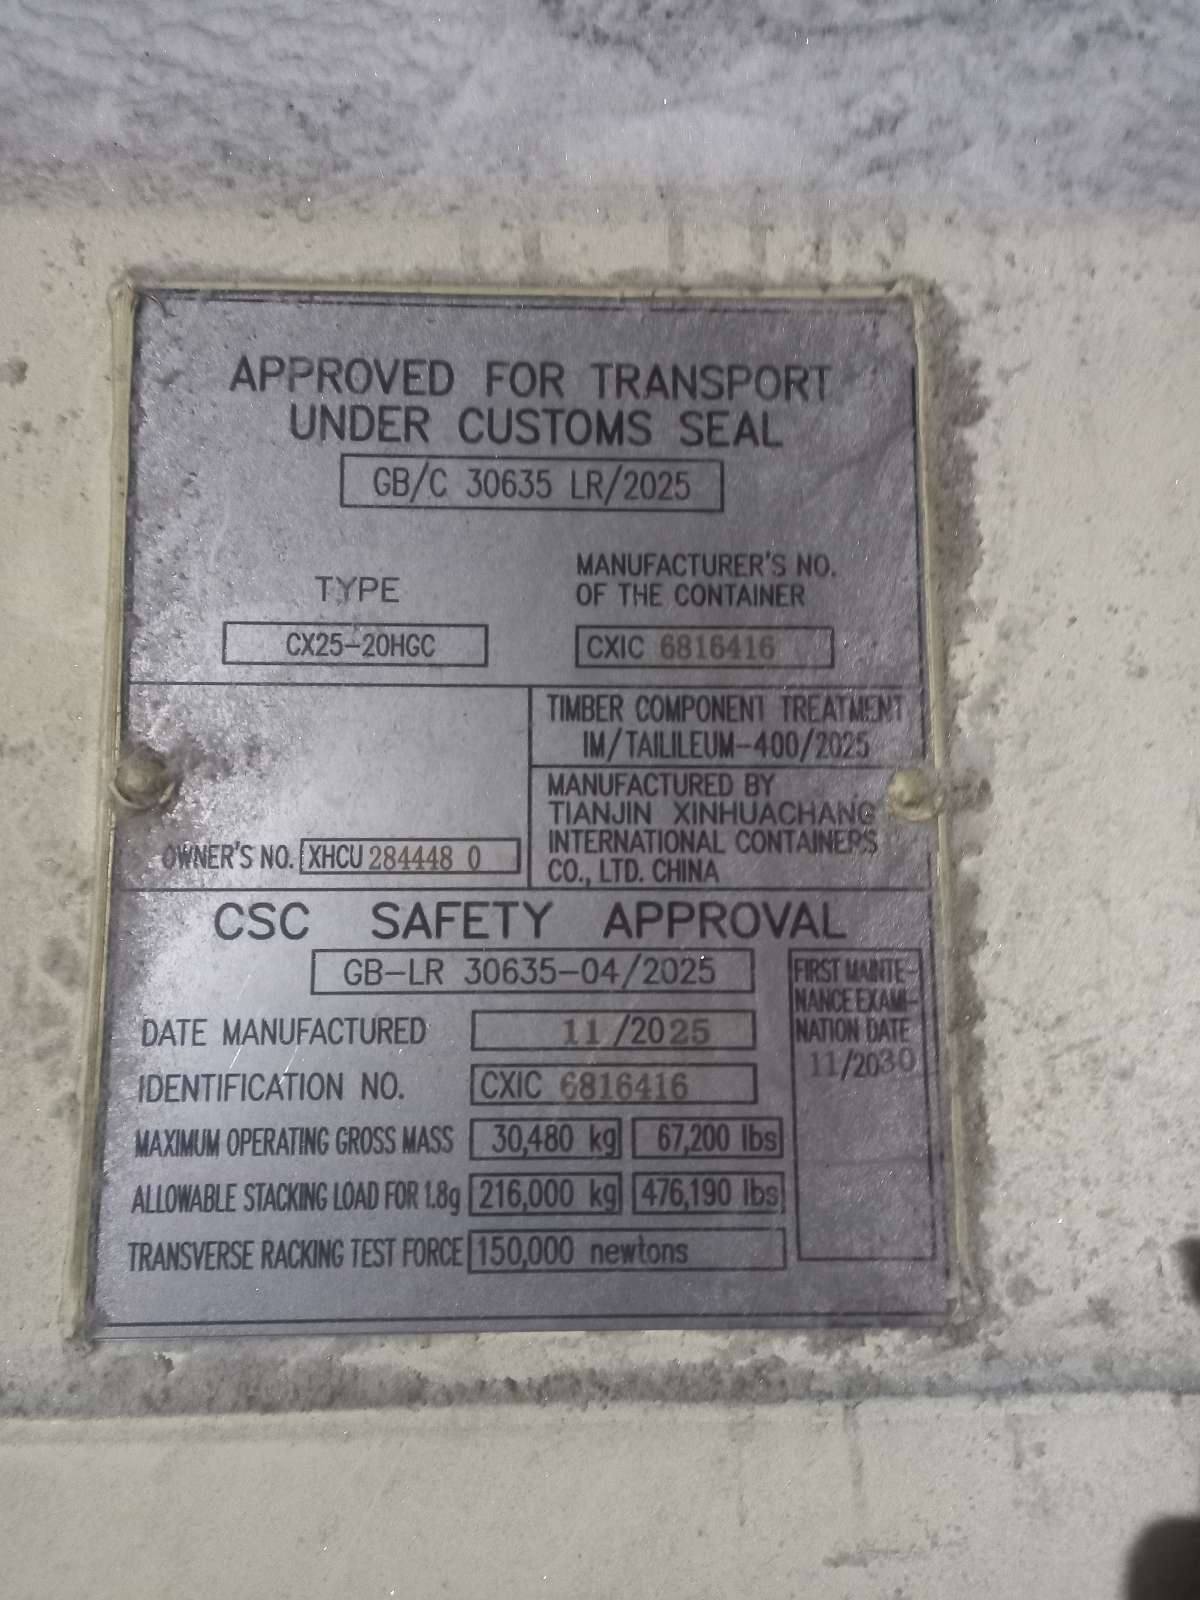 APPROVED FOR TRANSPORT
UNDER CUSTOMS SEAL
GB/C 30635 LR/2025
TYPE
CX25-20HGC
MANUFACTURER'S NO.
OF THE CONTAINER
CXIC 6816416
TIMBER COMPONENT TREATMENT
IM/TAILILEUM-400/2025
MANUFACTURED BY
TIANJIN XINHUACHANG
INTERNATIONAL CONTAINERS
CO., LTD. CHINA
OWNER'S NO. XHCU 284448 0
CSC SAFETY APPROVAL
GB-LR 30635-04/2025
DATE MANUFACTURED 11/2025
IDENTIFICATION NO. CXIC 6816416
MAXIMUM OPERATING GROSS MASS 30,480 kg 67,200 lbs
ALLOWABLE STACKING LOAD FOR 1.8g 216,000 kg 476,190 lbs
TRANSVERSE RACKING TEST FORCE 150,000 newtons
FIRST MAINTE-
NANCE EXAMI-
NATION DATE
11/2030